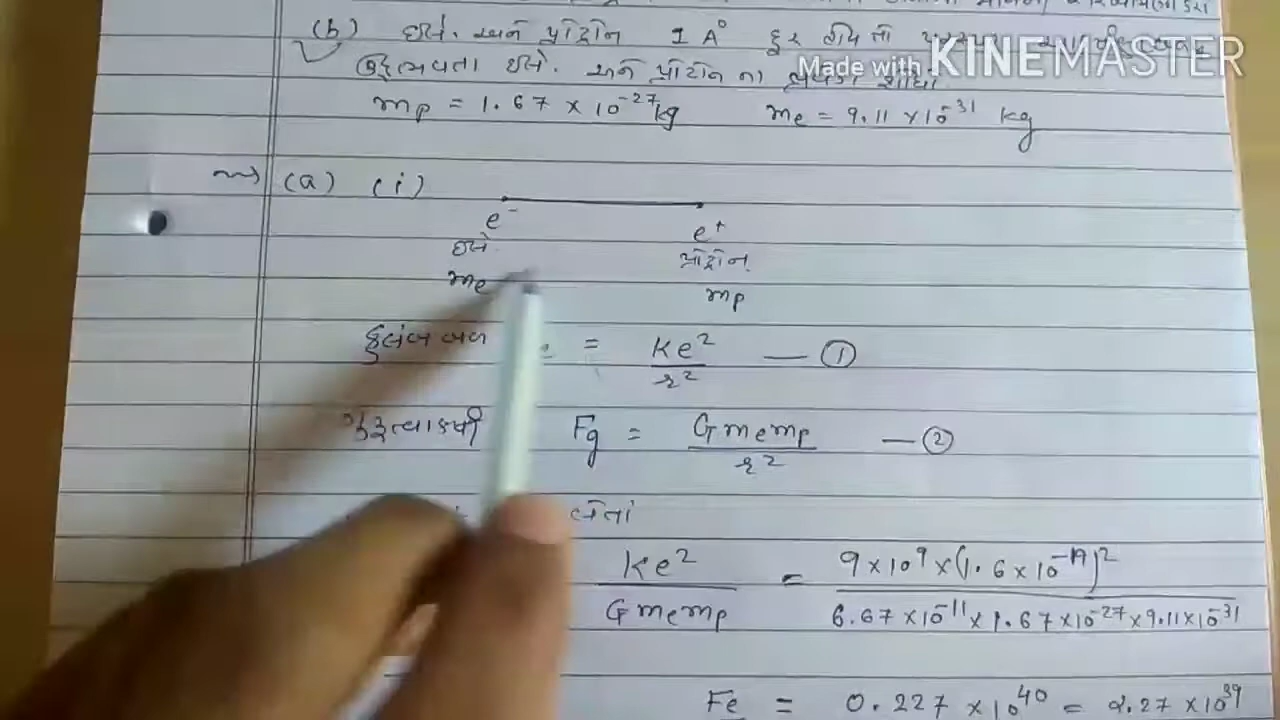 (b) ઇલે. અને પ્રોટોન 1 A° દૂર હોય તો
Made with KINEMASTER
ઉદ્ભવતા ઇલે. અને પ્રોટોન ના પ્રવેગ શોધો.
mp = 1.67 × 10⁻²⁷ kg me = 9.11 × 10⁻³¹ kg
(a) (i)
e⁻ e⁺
ઇલે. પ્રોટોન
me mp
કુલંબ બળ = ke²/r² — ①
ગુરુત્વાકર્ષી Fg = Gmemp/r² — ②
લેતાં
ke²/Gmemp = 9×10⁹×(1.6×10⁻¹⁹)²/6.67×10⁻¹¹×1.67×10⁻²⁷×9.11×10⁻³¹
Fe = 0.227 × 10⁴⁰ = 2.27 × 10³⁹